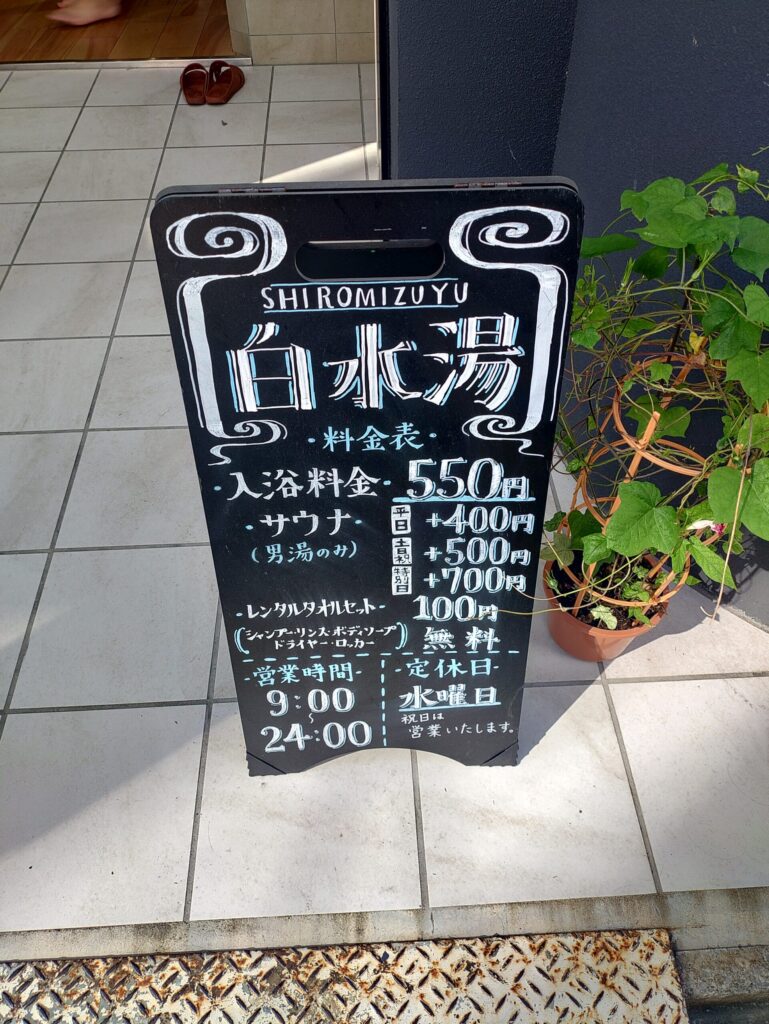 SHIROMIZUYU
白水湯
・料金表・
・入浴料金・ 550円
・サウナ・ 平日 +400円
(男湯のみ) 土日祝 +500円
特別日 +700円
・レンタルタオルセット・ 100円
(シャンプー・リンス・ボディソープ
ドライヤー・ロッカー) 無料
-営業時間-
9:00
~
24:00
-定休日-
水曜日
祝日は
営業いたします。